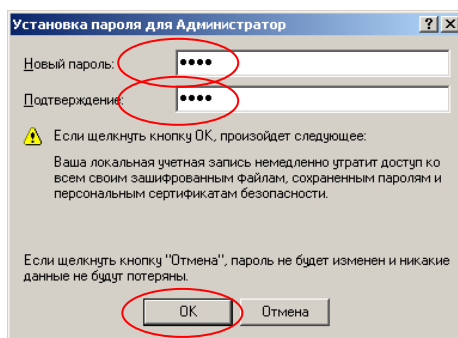 Установка пароля для Администратор
Новый пароль: ••••
Подтверждение: ••••
Если щелкнуть кнопку ОК, произойдет следующее:
Ваша локальная учетная запись немедленно утратит доступ ко
всем своим зашифрованным файлам, сохраненным паролям и
персональным сертификатам безопасности.
Если щелкнуть кнопку "Отмена", пароль не будет изменен и никакие
данные не будут потеряны.
ОК Отмена